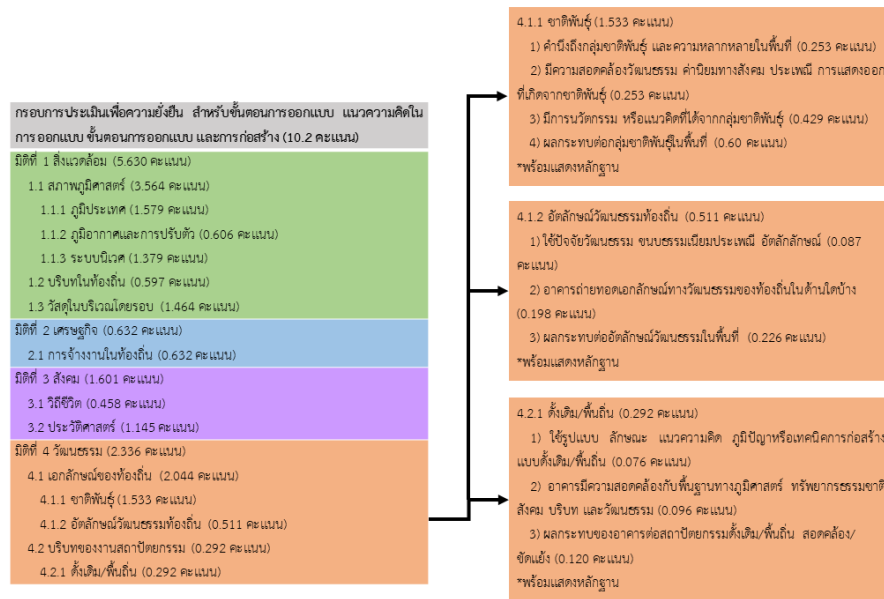 กรอบการประเมินเพื่อความยั่งยืน สำหรับขั้นตอนการออกแบบ แนวความคิดใน
การ ออกแบบ ขั้นตอนการออกแบบ และการก่อสร้าง (10.2 คะแนน)
มิติที่ 1 สิ่งแวดล้อม (5.630 คะแนน)
1.1 สภาพภูมิศาสตร์ (3.564 คะแนน)
1.1.1 ภูมิประเทศ (1.579 คะแนน)
1.1.2 ภูมิอากาศและการปรับตัว (0.606 คะแนน)
1.1.3 ระบบนิเวศ (1.379 คะแนน)
1.2 บริบทในท้องถิ่น (0.597 คะแนน)
1.3 วัสดุในบริเวณโดยรอบ (1.464 คะแนน)
มิติที่ 2 เศรษฐกิจ (0.632 คะแนน)
2.1 การจ้างงานในท้องถิ่น (0.632 คะแนน)
มิติที่ 3 สังคม (1.601 คะแนน)
3.1 วิถีชีวิต (0.458 คะแนน)
3.2 ประวัติศาสตร์ (1.145 คะแนน)
มิติที่ 4 วัฒนธรรม (2.336 คะแนน)
4.1 เอกลักษณ์ของท้องถิ่น (2.044 คะแนน)
4.1.1 ชาติพันธุ์ (1.533 คะแนน)
4.1.2 อัตลักษณ์วัฒนธรรมท้องถิ่น (0.511 คะแนน)
4.2 บริบทของงานสถาปัตยกรรม (0.292 คะแนน)
4.2.1 ดั้งเดิม/พื้นถิ่น (0.292 คะแนน)
4.1.1 ชาติพันธุ์ (1.533 คะแนน)
1) คำนึงถึงกลุ่มชาติพันธุ์ และความหลากหลายในพื้นที่ (0.253 คะแนน)
2) มีความสอดคล้องวัฒนธรรม ค่านิยมทางสังคม ประเพณี การแสดงออก
ที่เกิดจากชาติพันธุ์ (0.253 คะแนน)
3) มีการนวัตกรรม หรือแนวคิดที่ได้จากกลุ่มชาติพันธุ์ (0.429 คะแนน)
4) ผลกระทบต่อกลุ่มชาติพันธุ์ในพื้นที่ (0.60 คะแนน)
*พร้อมแสดงหลักฐาน
4.1.2 อัตลักษณ์วัฒนธรรมท้องถิ่น (0.511 คะแนน)
1) ใช้ปัจจัยวัฒนธรรม ขนบธรรมเนียมประเพณี อัตลักลักษณ์ (0.087
คะแนน)
2) อาคารถ่ายทอดเอกลักษณ์ทางวัฒนธรรมของท้องถิ่นในด้านใดบ้าง
(0.198 คะแนน)
3) ผลกระทบต่ออัตลักษณ์วัฒนธรรมในพื้นที่ (0.226 คะแนน)
*พร้อมแสดงหลักฐาน
4.2.1 ดั้งเดิม/พื้นถิ่น (0.292 คะแนน)
1) ใช้รูปแบบ ลักษณะ แนวความคิด ภูมิปัญาหรือเทคนิคการก่อสร้าง
แบบดั้งเดิม/พื้นถิ่น (0.076 คะแนน)
2) อาคารมีความสอดคล้องกับพื้นฐานทางภูมิศาสตร์ ทรัพยากรธรรมชาติ
สังคม บริบท และวัฒนธรรม (0.096 คะแนน)
3) ผลกระทบของอาคารต่อสถาปัตยกรรมดั้งเดิม/พื้นถิ่น สอดคล้อง/
ขัดแย้ง (0.120 คะแนน)
*พร้อมแสดงหลักฐาน